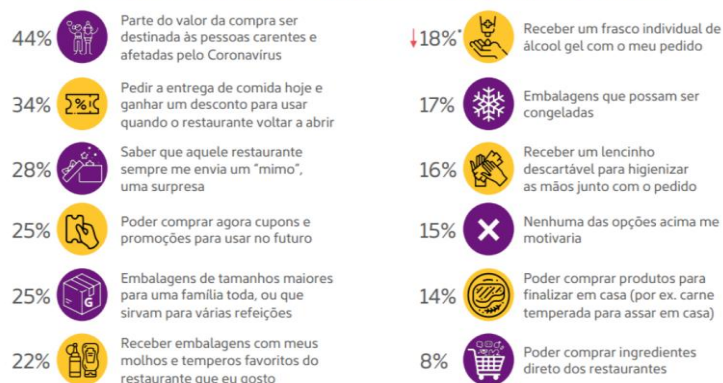 44%
Parte do valor da compra ser
destinada às pessoas carentes e
afetadas pelo Coronavírus
34%
%
Pedir a entrega de comida hoje e
ganhar um desconto para usar
quando o restaurante voltar a abrir
28%
Saber que aquele restaurante
sempre me envia um "mimo",
uma surpresa
25%
Poder comprar agora cupons e
promoções para usar no futuro
25%
G
Embalagens de tamanhos maiores
para uma família toda, ou que
sirvam para várias refeições
22%
Receber embalagens com meus
molhos e temperos favoritos do
restaurante que eu gosto
18%*
Receber um frasco individual de
álcool gel com o meu pedido
17%
Embalagens que possam ser
congeladas
16%
Receber um lencinho
descartável para higienizar
as mãos junto com o pedido
15%
Nenhuma das opções acima me
motivaria
14%
Poder comprar produtos para
finalizar em casa (por ex. carne
temperada para assar em casa)
8%
Poder comprar ingredientes
direto dos restaurantes